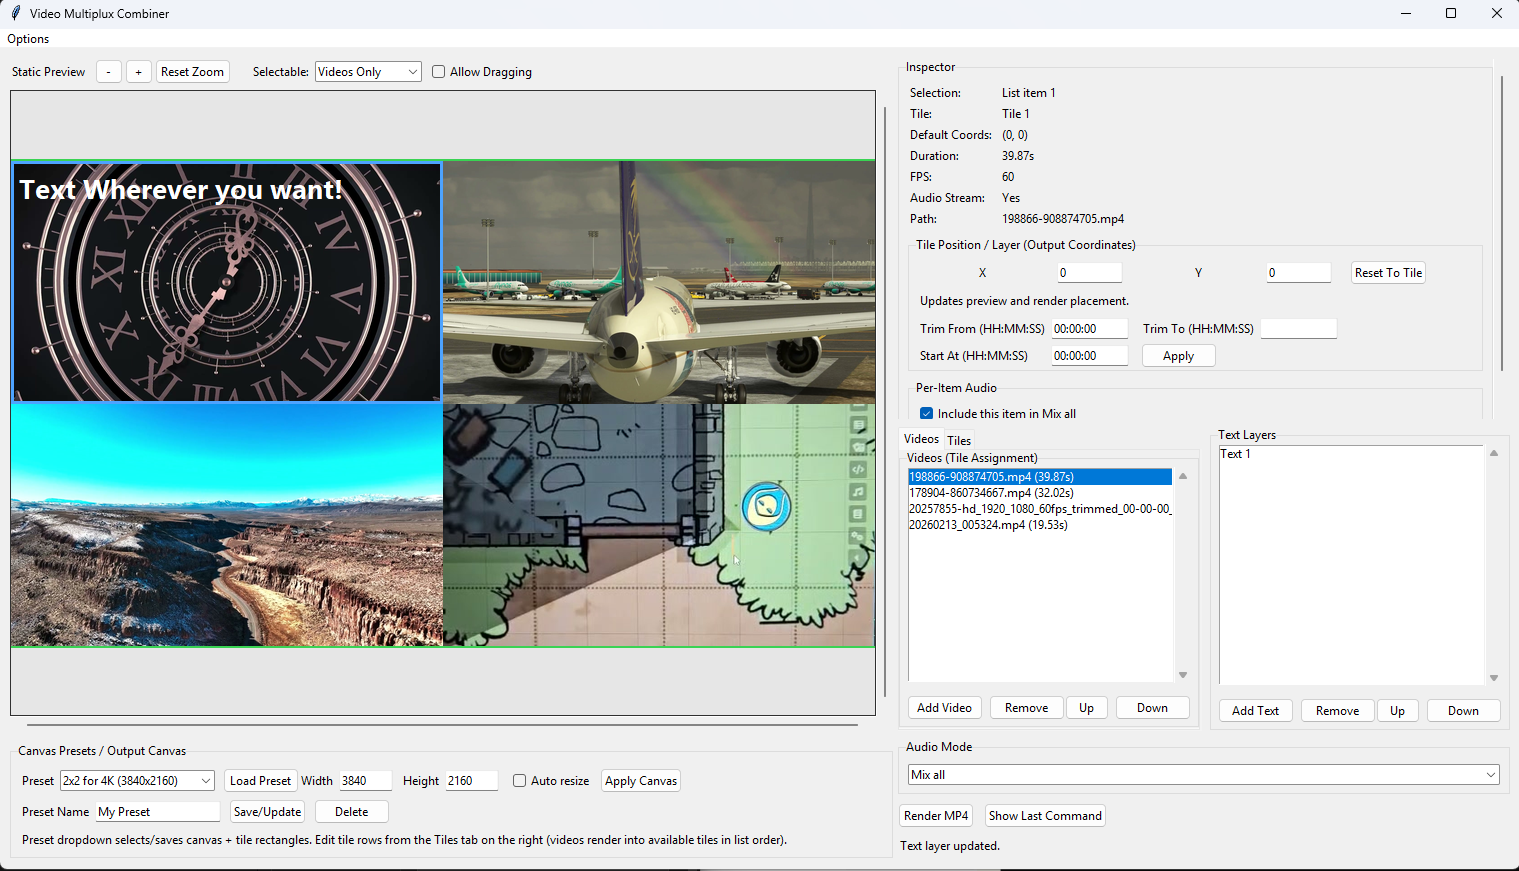 Video Multiplux Combiner
Options
Static Preview - + Reset Zoom Selectable: Videos Only Allow Dragging
Text Wherever you want!
Inspector
Selection: List item 1
Tile: Tile 1
Default Coords: (0, 0)
Duration: 39.87s
FPS: 60
Audio Stream: Yes
Path: 198866-908874705.mp4
Tile Position / Layer (Output Coordinates)
X 0 Y 0 Reset To Tile
Updates preview and render placement.
Trim From (HH:MM:SS) 00:00:00 Trim To (HH:MM:SS)
Start At (HH:MM:SS) 00:00:00 Apply
Per-Item Audio
Include this item in Mix all
Videos Tiles
Videos (Tile Assignment)
198866-908874705.mp4 (39.87s)
178904-860734667.mp4 (32.02s)
20257855-hd_1920_1080_60fps_trimmed_00-00-00_
20260213_005324.mp4 (19.53s)
Add Video Remove Up Down
Text Layers
Text 1
Add Text Remove Up Down
Canvas Presets / Output Canvas
Preset 2x2 for 4K (3840x2160) Load Preset Width 3840 Height 2160 Auto resize Apply Canvas
Preset Name My Preset Save/Update Delete
Preset dropdown selects/saves canvas + tile rectangles. Edit tile rows from the Tiles tab on the right (videos render into available tiles in list order).
Audio Mode
Mix all
Render MP4 Show Last Command
Text layer updated.